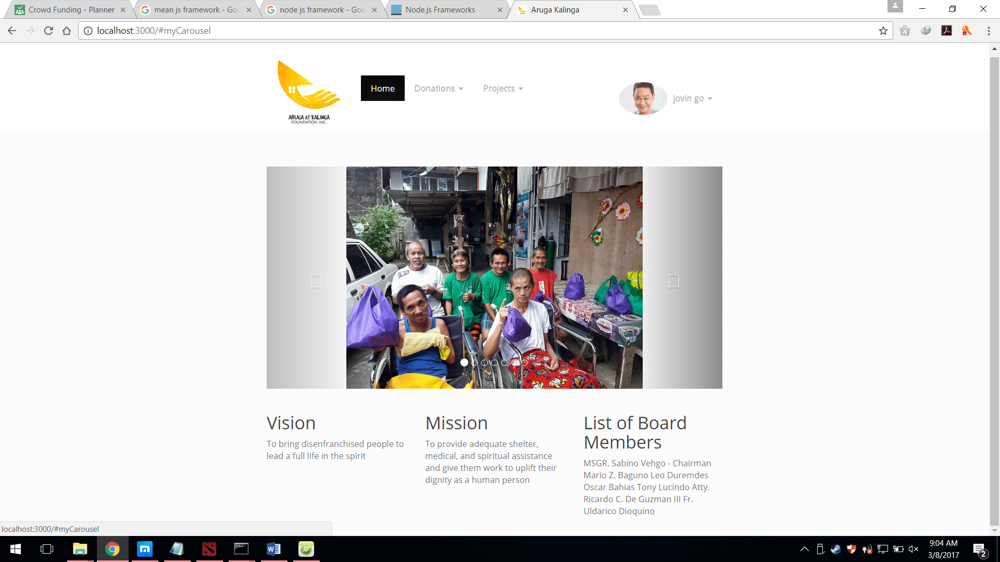 Crowd Funding - Planner
mean js framework - Goo
node js framework - Goo
Node.js Frameworks
Aruga Kalinga
localhost:3000/#myCarousel
ARUGA AT KALINGA
FOUNDATION INC.
Home
Donations
Projects
jovin go
Vision
To bring disenfranchised people to
lead a full life in the spirit
Mission
To provide adequate shelter,
medical, and spiritual assistance
and give them work to uplift their
dignity as a human person
List of Board
Members
MSGR. Sabino Vehgo - Chairman
Mario Z. Baguno Leo Duremdes
Oscar Bahias Tony Lucindo Atty.
Ricardo C. De Guzman III Fr.
Uldarico Dioquino
localhost:3000/#myCarousel
9:04 AM
3/8/2017
2